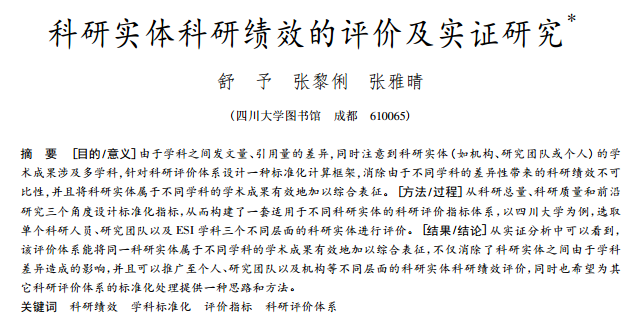 科研实体科研绩效的评价及实证研究*
舒 予 张黎俐 张雅晴
(四川大学图书馆 成都 610065)
摘 要 [目的/意义]由于学科之间发文量、引用量的差异,同时注意到科研实体(如机构、研究团队或个人)的学
术成果涉及多学科,针对科研评价体系设计一种标准化计算框架,消除由于不同学科的差异性带来的科研绩效不可
比性,并且将科研实体属于不同学科的学术成果有效地加以综合表征。[方法/过程]从科研总量、科研质量和前沿
研究三个角度设计标准化指标,从而构建了一套适用于不同科研实体的科研评价指标体系,以四川大学为例,选取
单个科研人员、研究团队以及 ESI 学科三个不同层面的科研实体进行评价。[结果/结论]从实证分析中可以看到,
该评价体系能将同一科研实体属于不同学科的学术成果有效地加以综合表征,不仅消除了科研实体之间由于学科
差异造成的影响,并且可以推广至个人、研究团队以及机构等不同层面的科研实体科研绩效评价,同时也希望为其
它科研评价体系的标准化处理提供一种思路和方法。
关键词 科研绩效 学科标准化 评价指标 科研评价体系